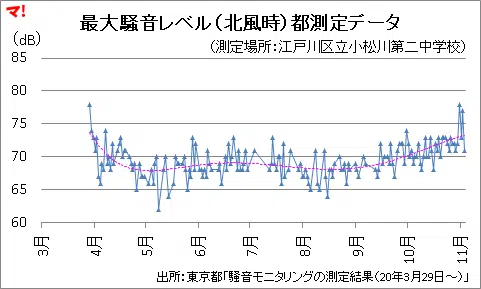 マ!
最大騒音レベル（北風時）都測定データ
(dB)
(測定場所：江戸川区立小松川第二中学校)
85
80
75
70
65
60
3月
4月
5月
6月
7月
8月
9月
10月
11月
出所：東京都「騒音モニタリングの測定結果（20年3月29日～）」